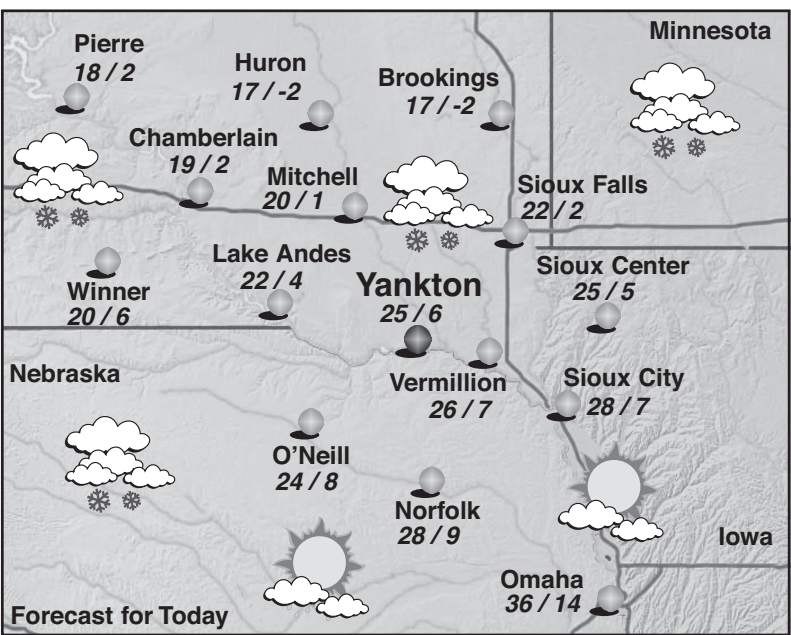 Minnesota
Pierre
18 / 2
Huron
17 / -2
Brookings
17 / -2
Chamberlain
19 / 2
Mitchell
20 / 1
Sioux Falls
22 / 2
Lake Andes
22 / 4
Yankton
25 / 6
Sioux Center
25 / 5
Winner
20 / 6
Nebraska
Vermillion
26 / 7
Sioux City
28 / 7
O'Neill
24 / 8
Norfolk
28 / 9
Iowa
Omaha
36 / 14
Forecast for Today